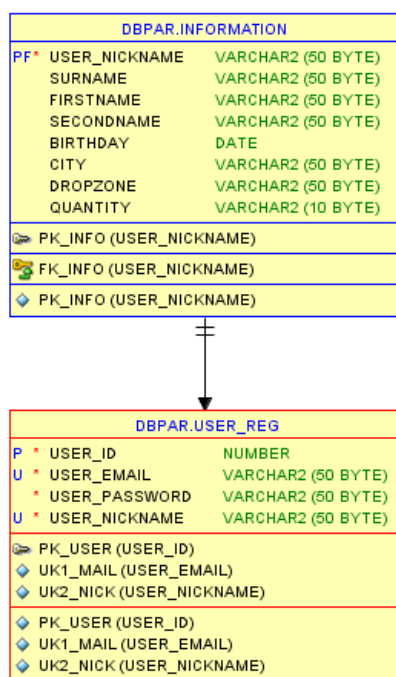 DBPAR.INFORMATION
PF* USER_NICKNAME VARCHAR2 (50 BYTE)
SURNAME VARCHAR2 (50 BYTE)
FIRSTNAME VARCHAR2 (50 BYTE)
SECONDNAME VARCHAR2 (50 BYTE)
BIRTHDAY DATE
CITY VARCHAR2 (50 BYTE)
DROPZONE VARCHAR2 (50 BYTE)
QUANTITY VARCHAR2 (10 BYTE)
PK_INFO (USER_NICKNAME)
FK_INFO (USER_NICKNAME)
PK_INFO (USER_NICKNAME)
DBPAR.USER_REG
P * USER_ID NUMBER
U * USER_EMAIL VARCHAR2 (50 BYTE)
* USER_PASSWORD VARCHAR2 (50 BYTE)
U * USER_NICKNAME VARCHAR2 (50 BYTE)
PK_USER (USER_ID)
UK1_MAIL (USER_EMAIL)
UK2_NICK (USER_NICKNAME)
PK_USER (USER_ID)
UK1_MAIL (USER_EMAIL)
UK2_NICK (USER_NICKNAME)